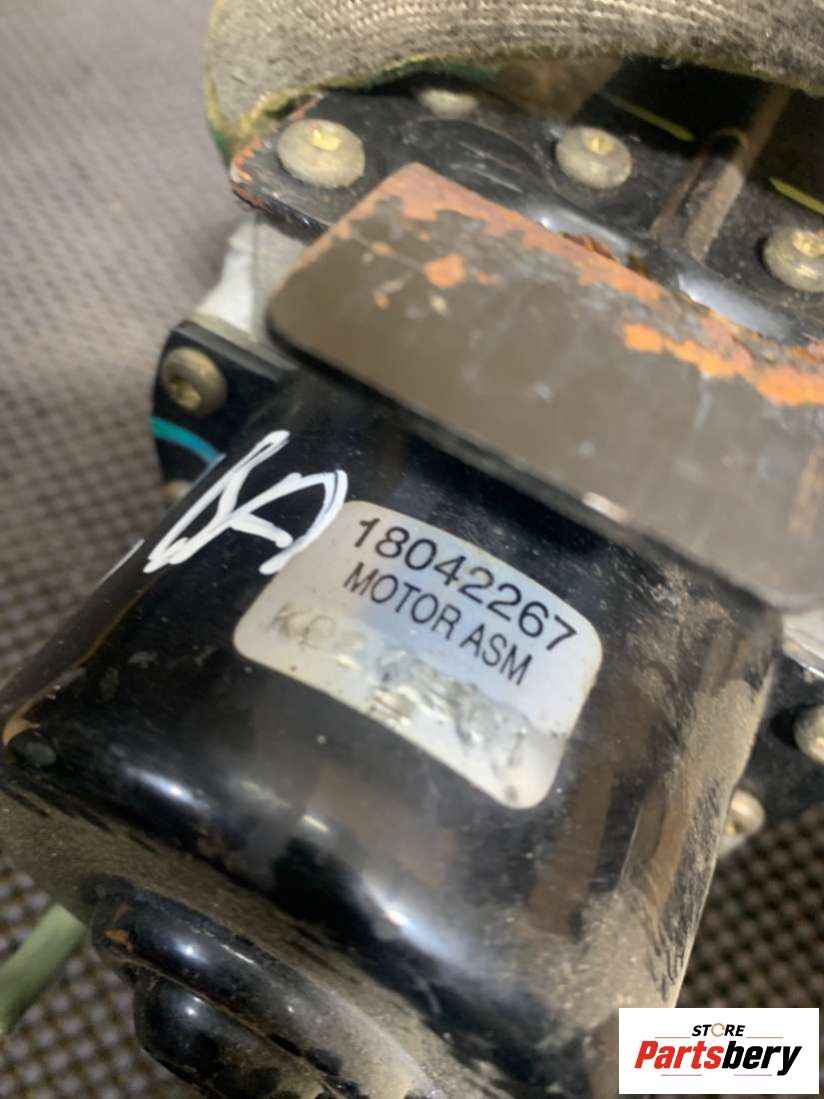 18042267
MOTOR ASM
STORE
Partsbery